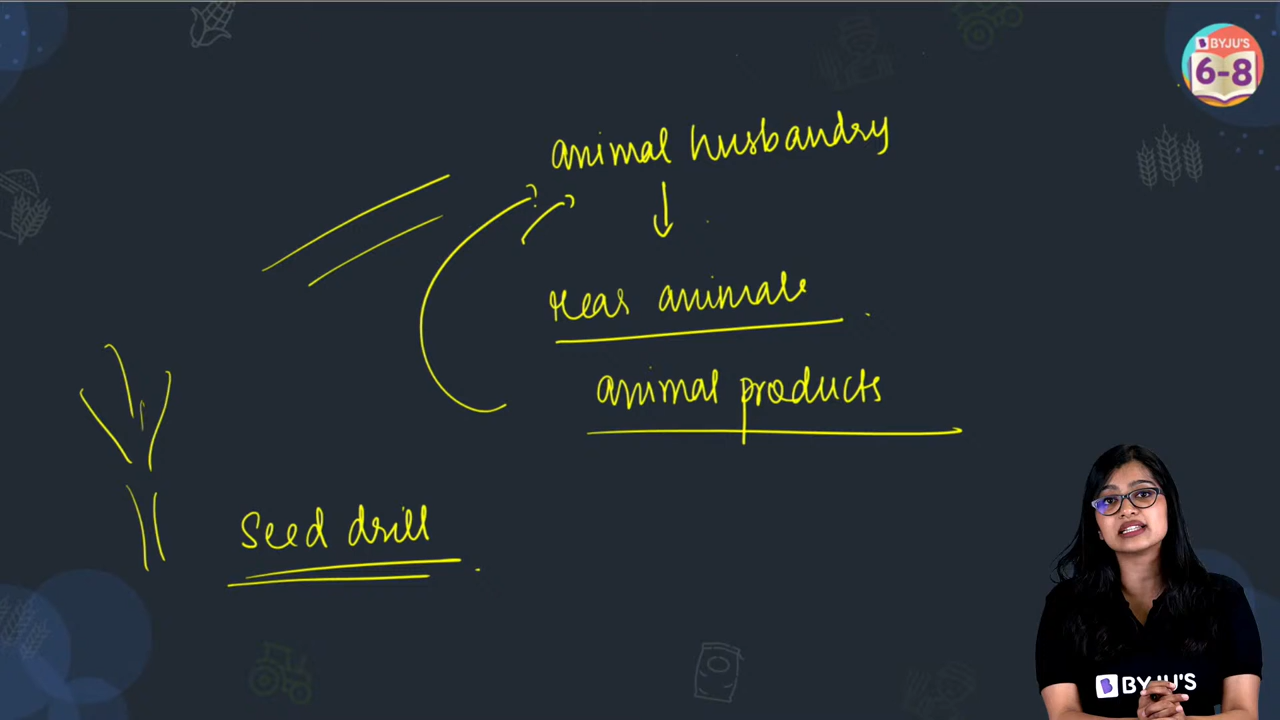 BYJU'S
6-8
animal husbandry
rear animals
animal products
seed drill
BYJU'S